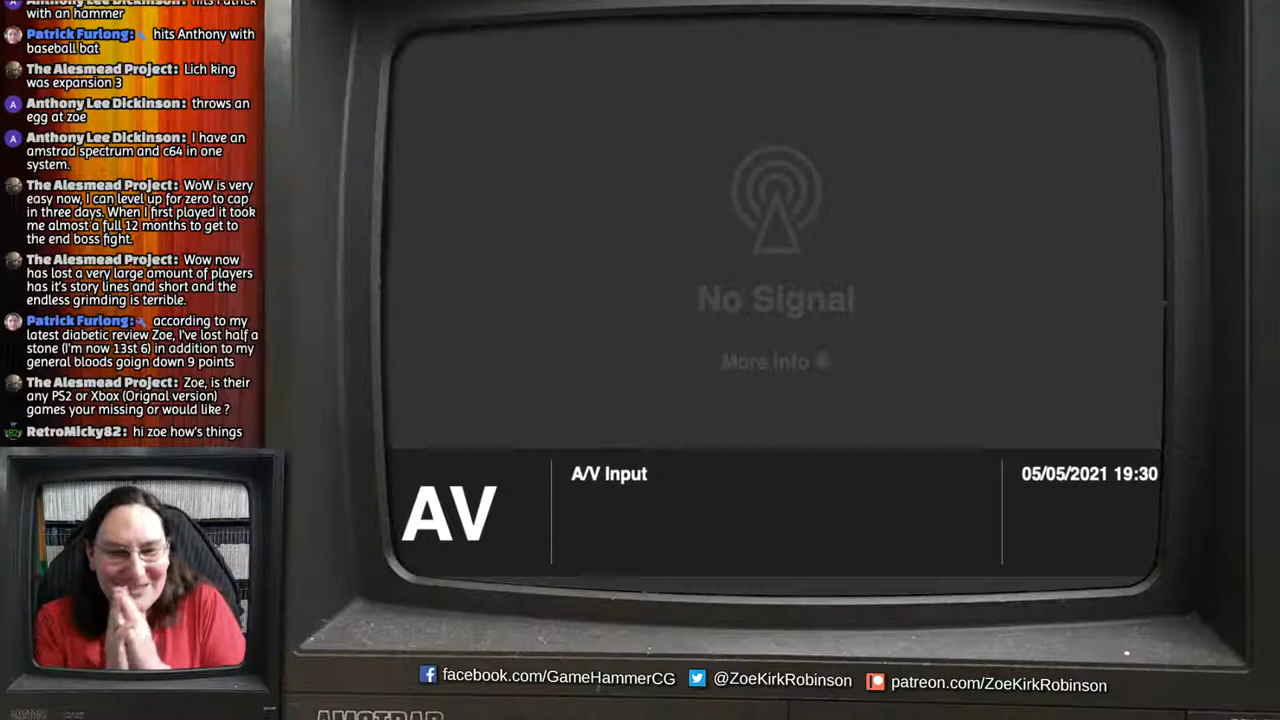 Anthony Lee Dickinson: hits Patrick
with an hammer
Patrick Furlong: hits Anthony with
baseball bat
The Alesmead Project: Lich king
was expansion 3
Anthony Lee Dickinson: throws an
egg at zoe
Anthony Lee Dickinson: I have an
amstrad spectrum and c64 in one
system.
The Alesmead Project: WoW is very
easy now, I can level up for zero to cap
in three days. When I first played it took
me almost a full 12 months to get to
the end boss fight.
The Alesmead Project: Wow now
has lost a very large amount of players
has it's story lines and short and the
endless grimding is terrible.
Patrick Furlong: according to my
latest diabetic review Zoe, I've lost half a
stone (I'm now 13st 6) in addition to my
general bloods goign down 9 points
The Alesmead Project: Zoe, is their
any PS2 or Xbox (Orignal version)
games your missing or would like ?
RetroMicky82: hi zoe how's things
No Signal
More Info
AV
A/V Input
05/05/2021 19:30
facebook.com/GameHammerCG
@ZoeKirkRobinson
patreon.com/ZoeKirkRobinson
AMSTRAD